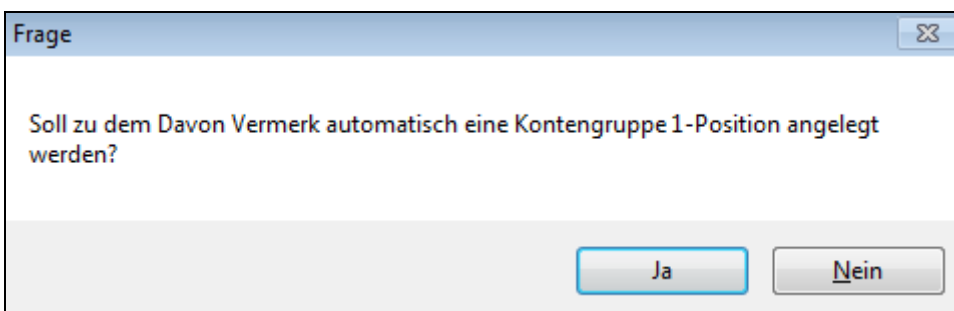 Frage
Soll zu dem Davon Vermerk automatisch eine Kontengruppe 1-Position angelegt
werden?
Ja
Nein